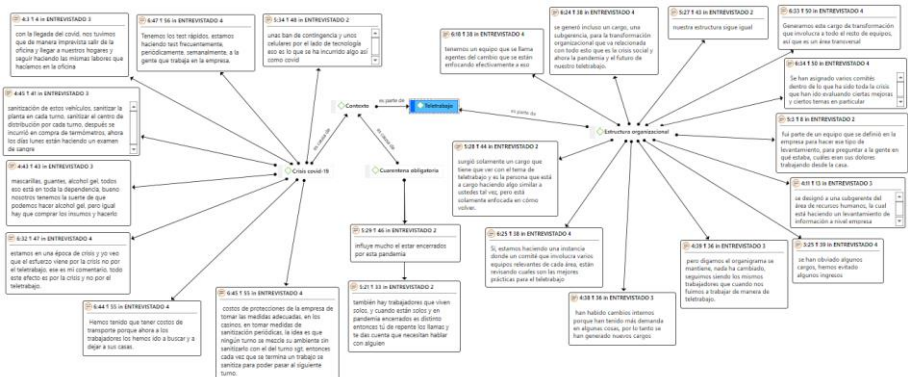 4:3 ¶ 41 in ENTREVISTADO 3
con la llegada del covid, nos tuvimos
que de manera imprevista salir de la
oficina y llegar a nuestros hogares y
seguir haciendo las mismas labores que
hacíamos en la oficina
6:47 ¶ 56 in ENTREVISTADO 4
Tenemos los test rápidos, estamos
haciendo test frecuentemente,
periódicamente, semanalmente, a la
gente que trabaja en la empresa.
5:34 ¶ 48 in ENTREVISTADO 2
unas ban de contingencia y unos
celulares por el lado de tecnología
eso es lo que se ha incurrido algo así
como covid
6:18 ¶ 38 in ENTREVISTADO 4
tenemos un equipo que se llama
agentes del cambio que se están
enfocando efectivamente a eso
6:24 ¶ 38 in ENTREVISTADO 4
se generó incluso un cargo, una
subgerencia, para la transformación
organizacional que va relacionada
con todo esto que es la crisis social y
ahora la pandemia y el futuro de
nuestro teletrabajo.
5:27 ¶ 43 in ENTREVISTADO 2
nuestra estructura sigue igual
6:33 ¶ 50 in ENTREVISTADO 4
Generamos este cargo de transformación
que involucra a todo el resto de equipos,
así que es un área transversal
6:34 ¶ 50 in ENTREVISTADO 4
Se han asignado varios comités
dentro de lo que ha sido toda la crisis
que han ido evaluando ciertas mejoras
y ciertos temas en particular
4:45 ¶ 41 in ENTREVISTADO 3
sanitización de estos vehículos, sanitizar la
planta en cada turno, sanitizar el centro de
distribución por cada turno, después se
incurrió en compra de termómetros, ahora
los días lunes están haciendo un examen
de sangre
Contexto
es parte de
Teletrabajo
es parte de
Estructura organizacional
5:3 ¶ 8 in ENTREVISTADO 2
fui parte de un equipo que se definió en la
empresa para hacer ese tipo de
levantamiento, para preguntar a la gente en
qué estaba, cuáles eran sus dolores
trabajando desde la casa.
4:43 ¶ 43 in ENTREVISTADO 3
mascarillas, guantes, alcohol gel, todos
eso está en toda la dependencia, bueno
nosotros tenemos la suerte de que
podemos hacer alcohol gel, pero igual
hay que comprar los insumos y hacerlo
es causa de
es causa de
Crisis covid-19
Cuarentena obligatoria
5:28 ¶ 44 in ENTREVISTADO 2
surgió solamente un cargo que
tiene que ver con el tema de
teletrabajo y es la persona que está
a cargo haciendo algo similar a
ustedes tal vez, pero está
solamente enfocada en cómo
volver.
4:11 ¶ 13 in ENTREVISTADO 3
se designó a una subgerente del
área de recursos humanos, la cual
está haciendo un levantamiento de
información a nivel empresa
6:32 ¶ 47 in ENTREVISTADO 4
estamos en una época de crisis y yo veo
que el esfuerzo viene por la crisis no por
el teletrabajo. ese es mi comentario. todo
este efecto es por la crisis y no por el
teletrabajo.
5:29 ¶ 46 in ENTREVISTADO 2
influye mucho el estar encerrados
por esta pandemia
6:25 ¶ 38 in ENTREVISTADO 4
Sí, estamos haciendo una instancia
donde un comité que involucra varios
equipos relevantes de cada área, están
revisando cuales son las mejores
prácticas para el teletrabajo
4:39 ¶ 36 in ENTREVISTADO 3
pero digamos el organigrama se
mantiene, nada ha cambiado,
seguimos siendo los mismos
trabajadores que cuando nos
fuimos a trabajar de manera de
teletrabajo.
5:25 ¶ 39 in ENTREVISTADO 4
se han obviado algunos
cargos, hemos evitado
algunos ingresos
6:44 ¶ 55 in ENTREVISTADO 4
Hemos tenido que tener costos de
transporte porque ahora a los
trabajadores los hemos ido a buscar y a
dejar a sus casas.
6:45 ¶ 55 in ENTREVISTADO 4
costos de protecciones de la empresa de
tomar las medidas adecuadas, en los
casinos, en tomar medidas de
sanitización periódicas, la idea es que
ningún turno se mezcle su ambiente sin
sanitizarlo con el del turno sgt, entonces
cada vez que se termina un trabajo se
sanitiza para poder pasar al siguiente
turno.
5:21 ¶ 33 in ENTREVISTADO 2
también hay trabajadores que viven
solos, y cuando están solos y en
pandemia encerrados es distinto
entonces tú de repente los llamas y
te das cuenta que necesitan hablar
con alguien
4:38 ¶ 36 in ENTREVISTADO 3
han habido cambios internos
porque han tenido más demanda
en algunas cosas, por lo tanto se
han generado nuevos cargos